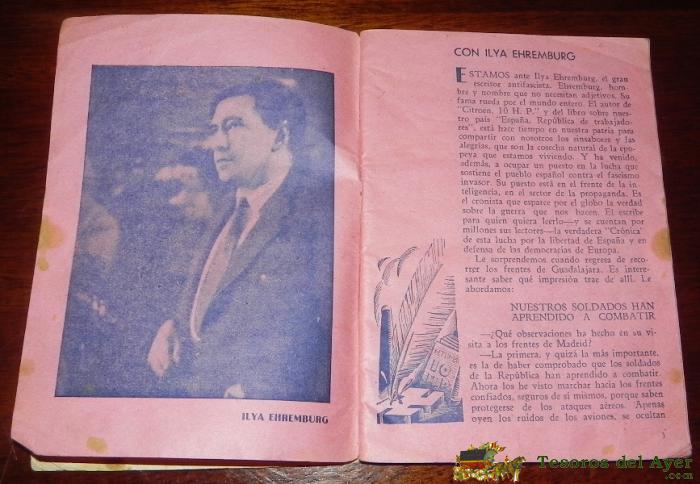 ILYA EHREMBURG
CON ILYA EHREMBURG
ESTAMOS ante Ilya Ehremburg, el gran
escritor antifascista. Ehremburg, hom-
bre y nombre que no necesitan adjetivos. Su
fama rueda por el mundo entero. El autor de
"Citroen, 10 H. P." y del libro sobre nues-
tro país "España, República de trabajado-
res", está hace tiempo en nuestra patria para
compartir con nosotros los sinsabores y las
alegrías, que son la cosecha natural de la epo-
peya que estamos viviendo. Y ha venido,
además, a ocupar un puesto en la lucha que
sostiene el pueblo español contra el fascismo
invasor. Su puesto está en el frente de la in-
teligencia, en el sector de la propaganda. Es
el cronista que esparce por el globo la verdad
sobre la guerra que nos hacen. El escribe
para quien quiera leerlo—y se cuentan por
millones sus lectores—la verdadera "Crónica'
de esta lucha por la libertad de España y en
defensa de las democracias de Europa.
Le sorprendemos cuando regresa de reco-
rrer los frentes de Guadalajara. Es intere-
sante saber qué impresión trae de allí. Le
abordamos:
NUESTROS SOLDADOS HAN
APRENDIDO A COMBATIR
—¿Qué observaciones ha hecho en su vi-
sita a los frentes de Madrid?
—La primera, y quizá la más importante,
es la de haber comprobado que los soldados
de la República han aprendido a combatir.
Ahora los he visto marchar hacia los frentes
confiados, seguros de sí mismos, porque saben
protegerse de los ataques aéreos. Apenas
oyen los ruidos de los aviones, se ocultan
Tesoros del Ayer